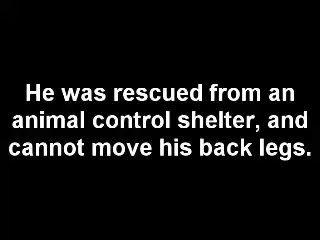 He was rescued from an
animal control shelter, and
cannot move his back legs.